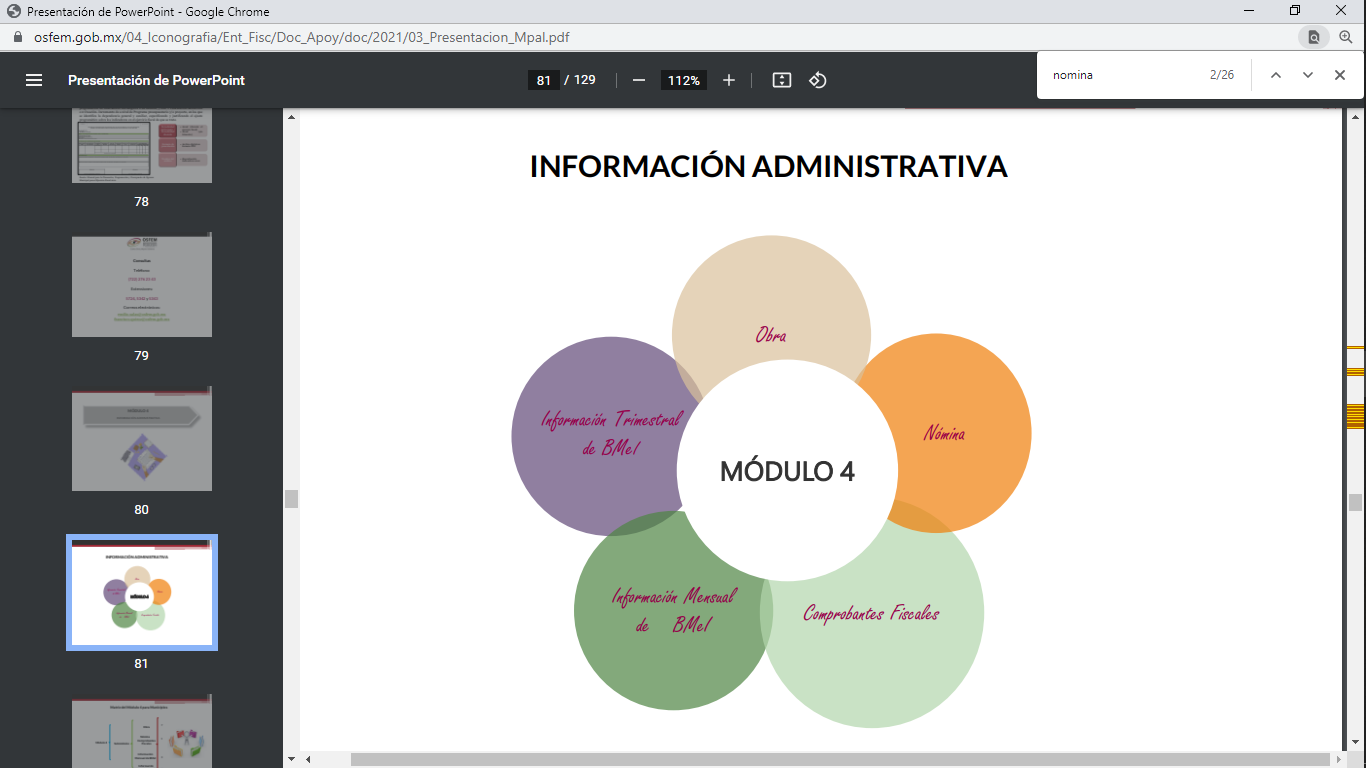 Presentación de PowerPoint - Google Chrome
osfem.gob.mx/04_Iconografia/Ent_Fisc/Doc_Apoy/doc/2021/03_Presentacion_Mpal.pdf
Presentación de PowerPoint
81 / 129
112%
nomina
2/26
78
79
80
81
INFORMACIÓN ADMINISTRATIVA
Obra
Información Trimestral
de BMeI
Nómina
MÓDULO 4
Información Mensual
de BMeI
Comprobantes Fiscales